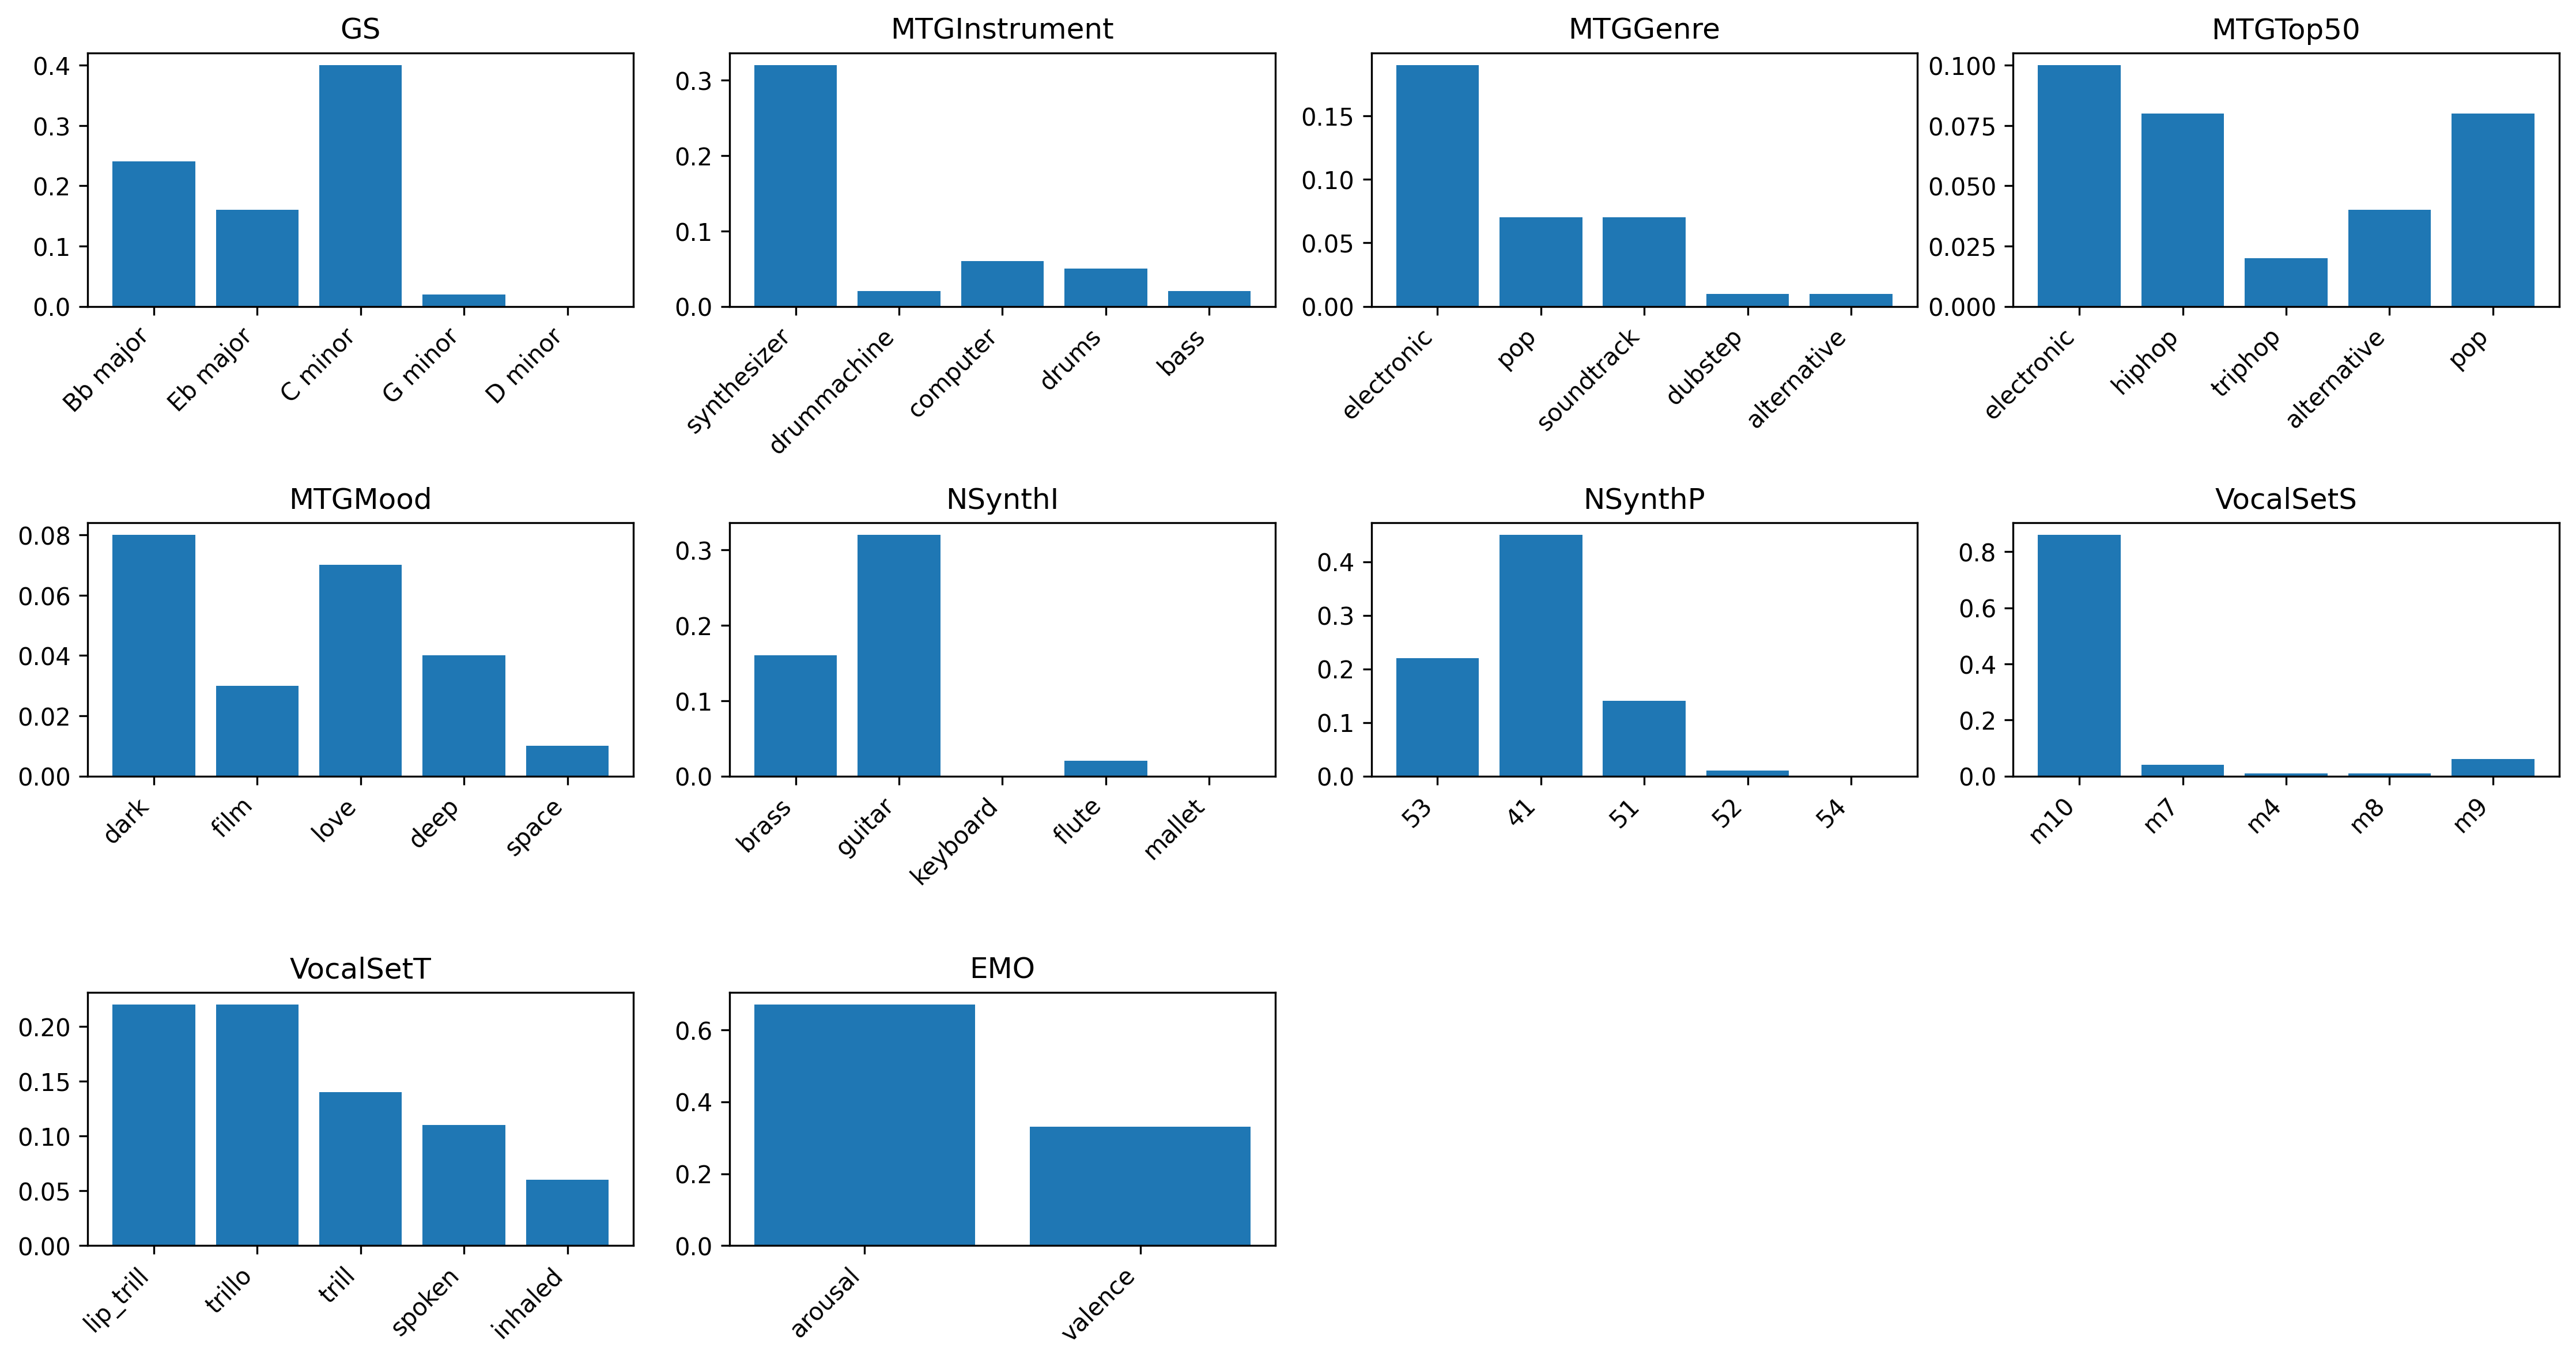 GS
0.4
0.3
0.2
0.1
0.0
Bb major
Eb major
C minor
G minor
D minor
MTGInstrument
0.3
0.2
0.1
0.0
synthesizer
drummachine
computer
drums
bass
MTGGenre
0.15
0.10
0.05
0.00
electronic
pop
soundtrack
dubstep
alternative
MTGTop50
0.100
0.075
0.050
0.025
0.000
electronic
hiphop
triphop
alternative
pop
MTGMood
0.08
0.06
0.04
0.02
0.00
dark
film
love
deep
space
NSynthI
0.3
0.2
0.1
0.0
brass
guitar
keyboard
flute
mallet
NSynthP
0.4
0.3
0.2
0.1
0.0
53
41
51
52
54
VocalSetS
0.8
0.6
0.4
0.2
0.0
m10
m7
m4
m8
m9
VocalSetT
0.20
0.15
0.10
0.05
0.00
lip_trill
trillo
trill
spoken
inhaled
EMO
0.6
0.4
0.2
0.0
arousal
valence